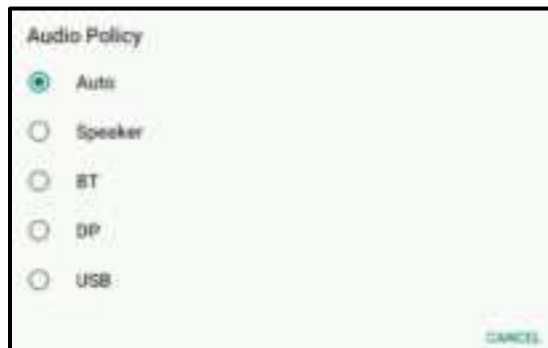 Audio Policy
Auto
Speaker
BT
DP
USB
CANCEL